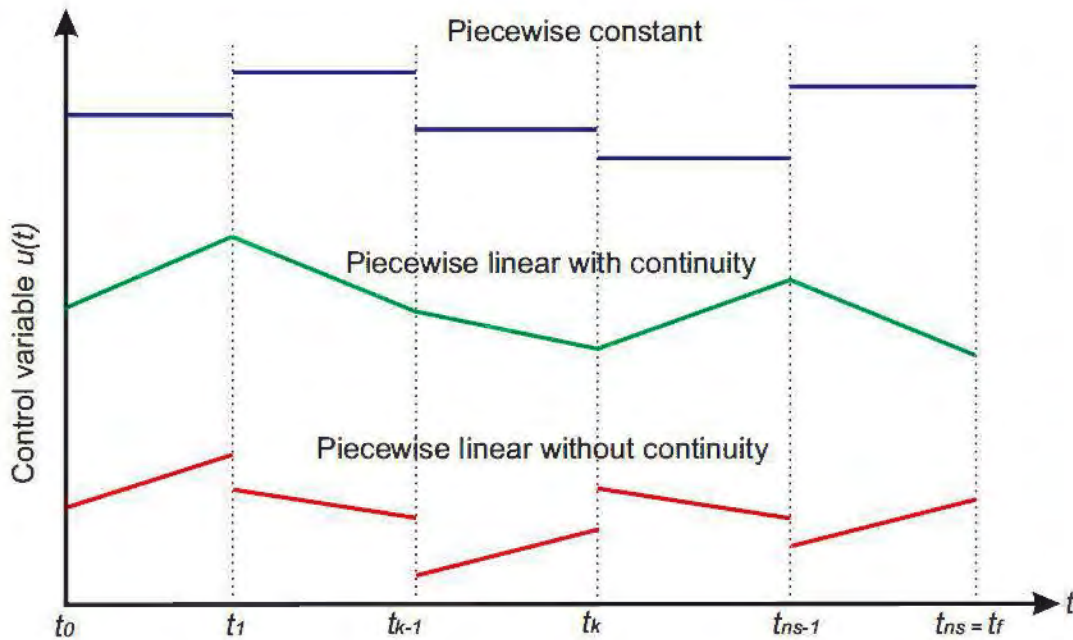 Piecewise constant
Control variable u(t)
Piecewise linear with continuity
Piecewise linear without continuity
t0 t1 tk-1 tk tns-1 tns = tf t